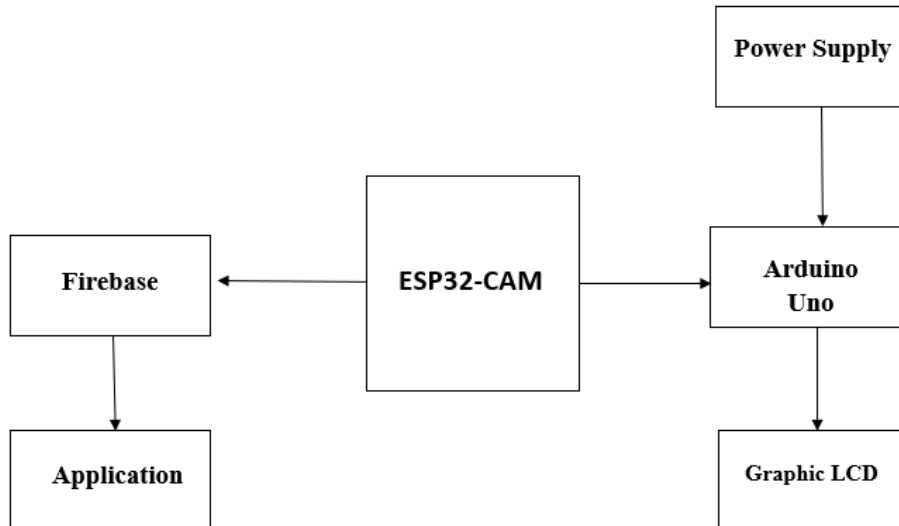 Power Supply
ESP32-CAM
Firebase
Arduino
Uno
Application
Graphic LCD